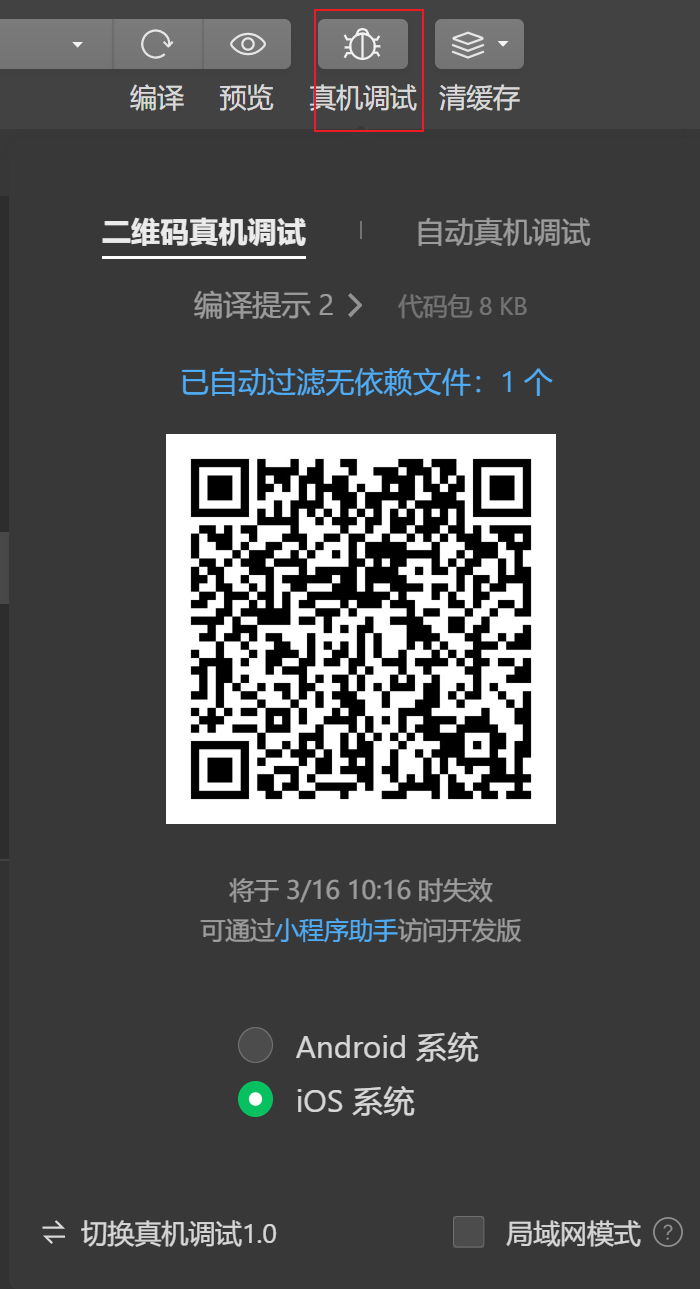 编译 预览 真机调试 清缓存
二维码真机调试 自动真机调试
编译提示 2 代码包 8 KB
已自动过滤无依赖文件：1 个
将于 3/16 10:16 时失效
可通过小程序助手访问开发版
Android 系统
iOS 系统
切换真机调试1.0 局域网模式 ?